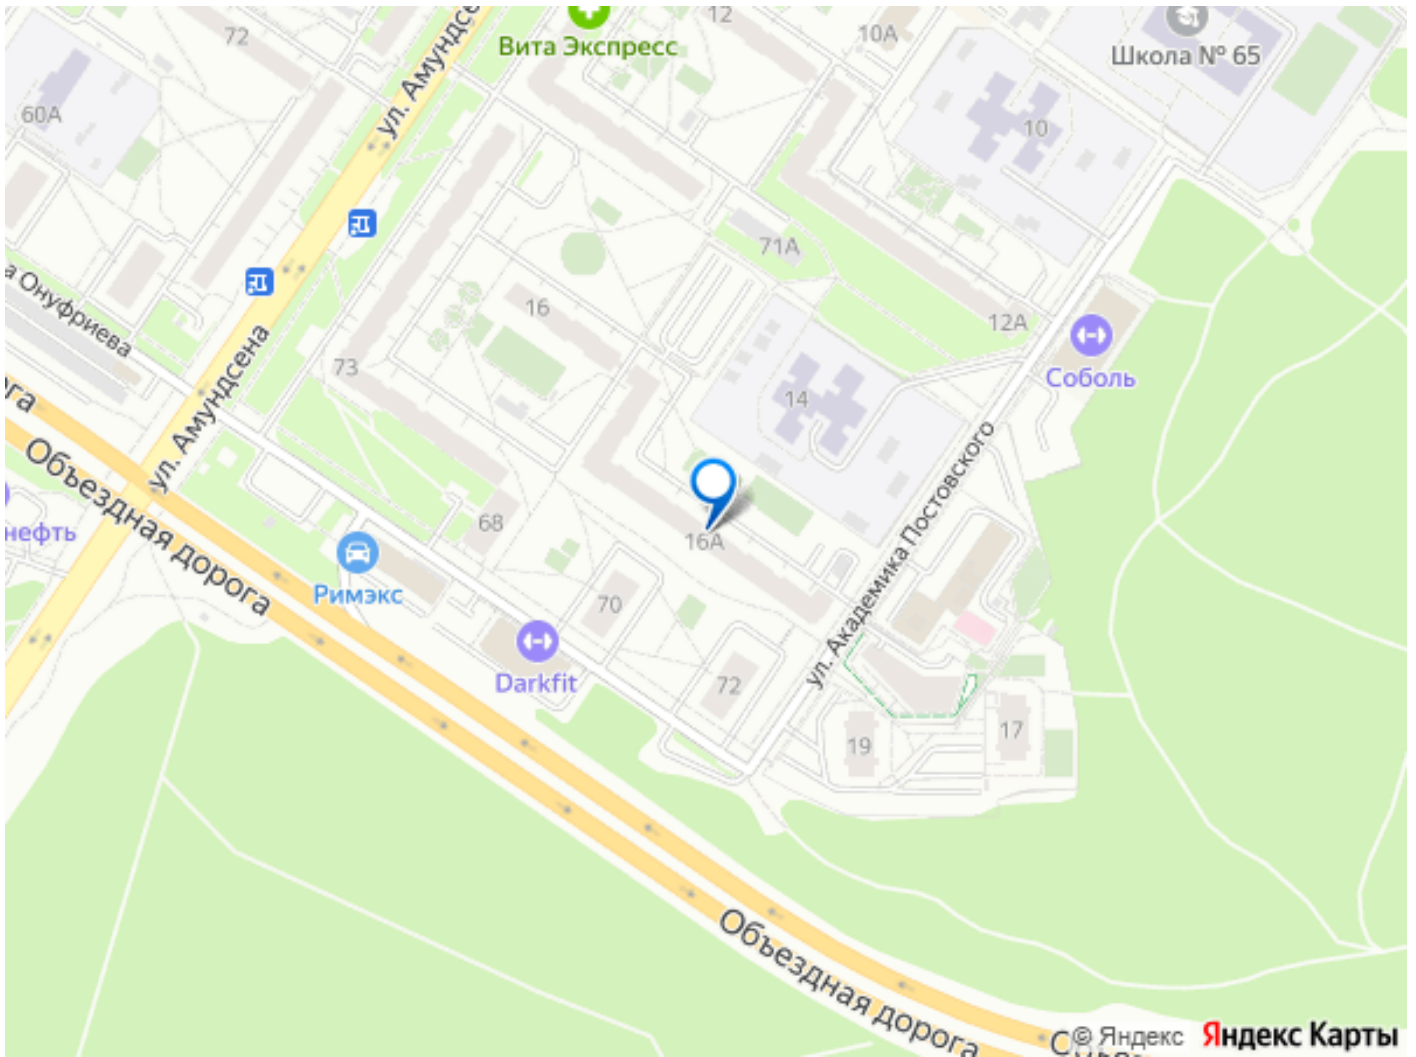 72
ул. Амундсе
Вита Экспресс
12
10А
Школа № 65
60А
10
71А
а Онуфриева
16
12А
73
Соболь
ул. Амундсена
14
ул. Академика Постовского
Объездная дорога
68
16А
нефть
Римэкс
70
Darkfit
72
19
17
Объездная дорога
© Яндекс
Яндекс Карты